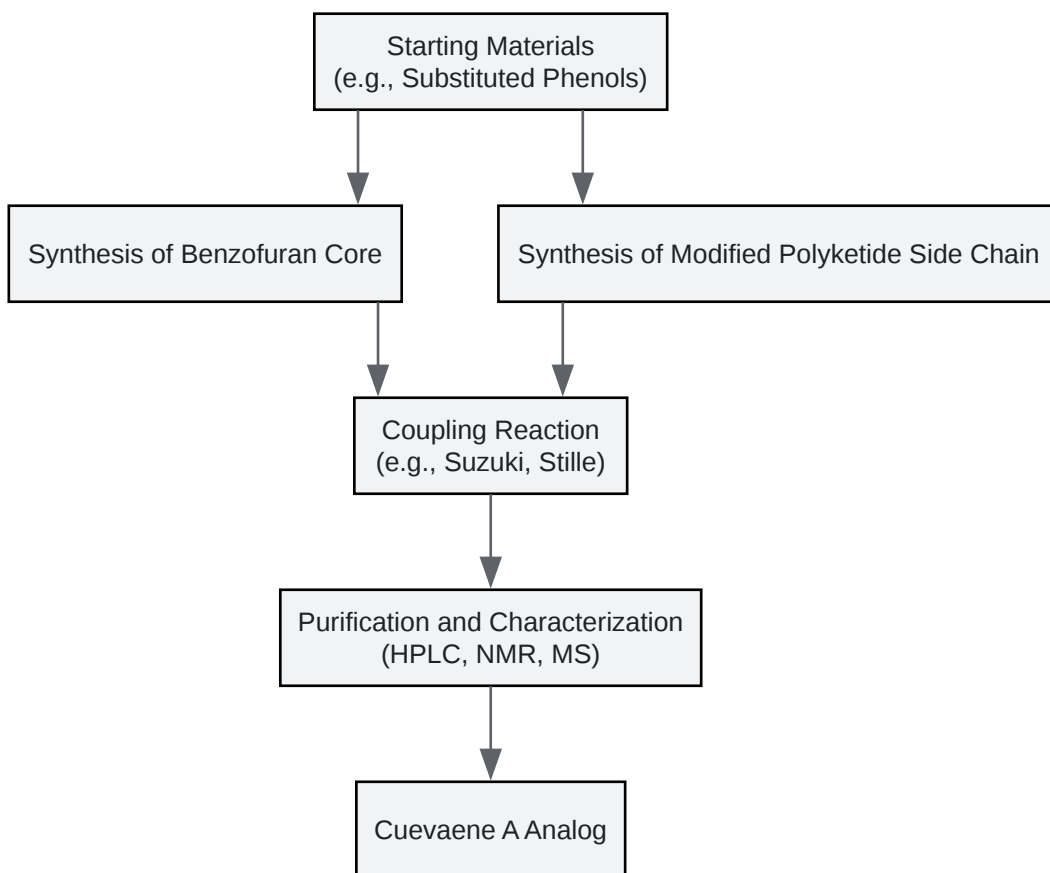 Starting Materials
(e.g., Substituted Phenols)
Synthesis of Benzofuran Core
Synthesis of Modified Polyketide Side Chain
Coupling Reaction
(e.g., Suzuki, Stille)
Purification and Characterization
(HPLC, NMR, MS)
Cuevaene A Analog